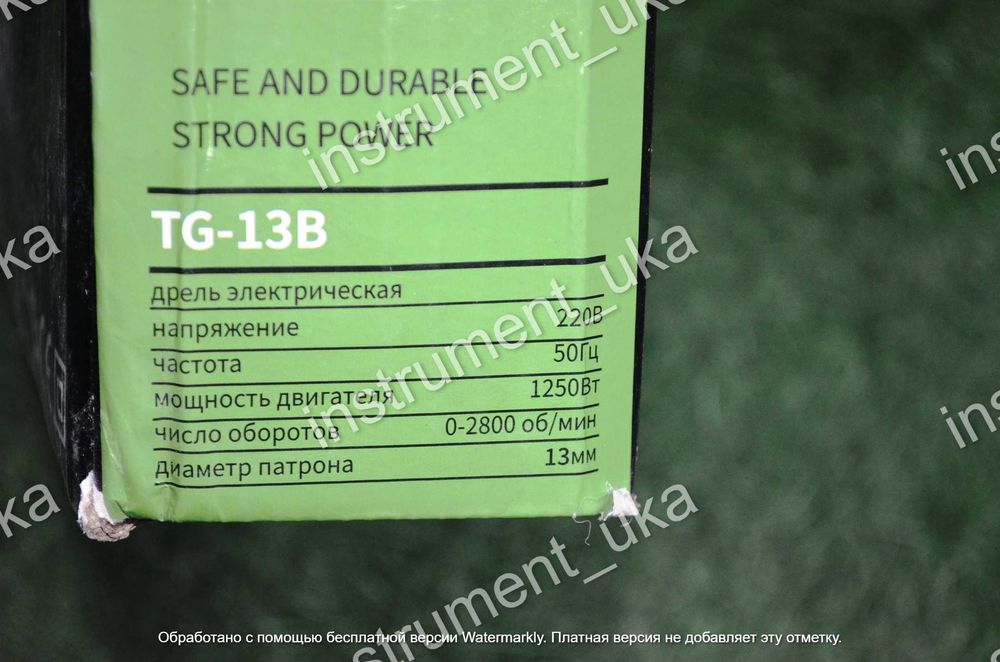 SAFE AND DURABLE
STRONG POWER
TG-13B
дрель электрическая
напряжение 220В
частота 50Гц
мощность двигателя 1250Вт
число оборотов 0-2800 об/мин
диаметр патрона 13мм
instrument_uka
instrument_uka
instrument_uka
Обработано с помощью бесплатной версии Watermarkly. Платная версия не добавляет эту отметку.